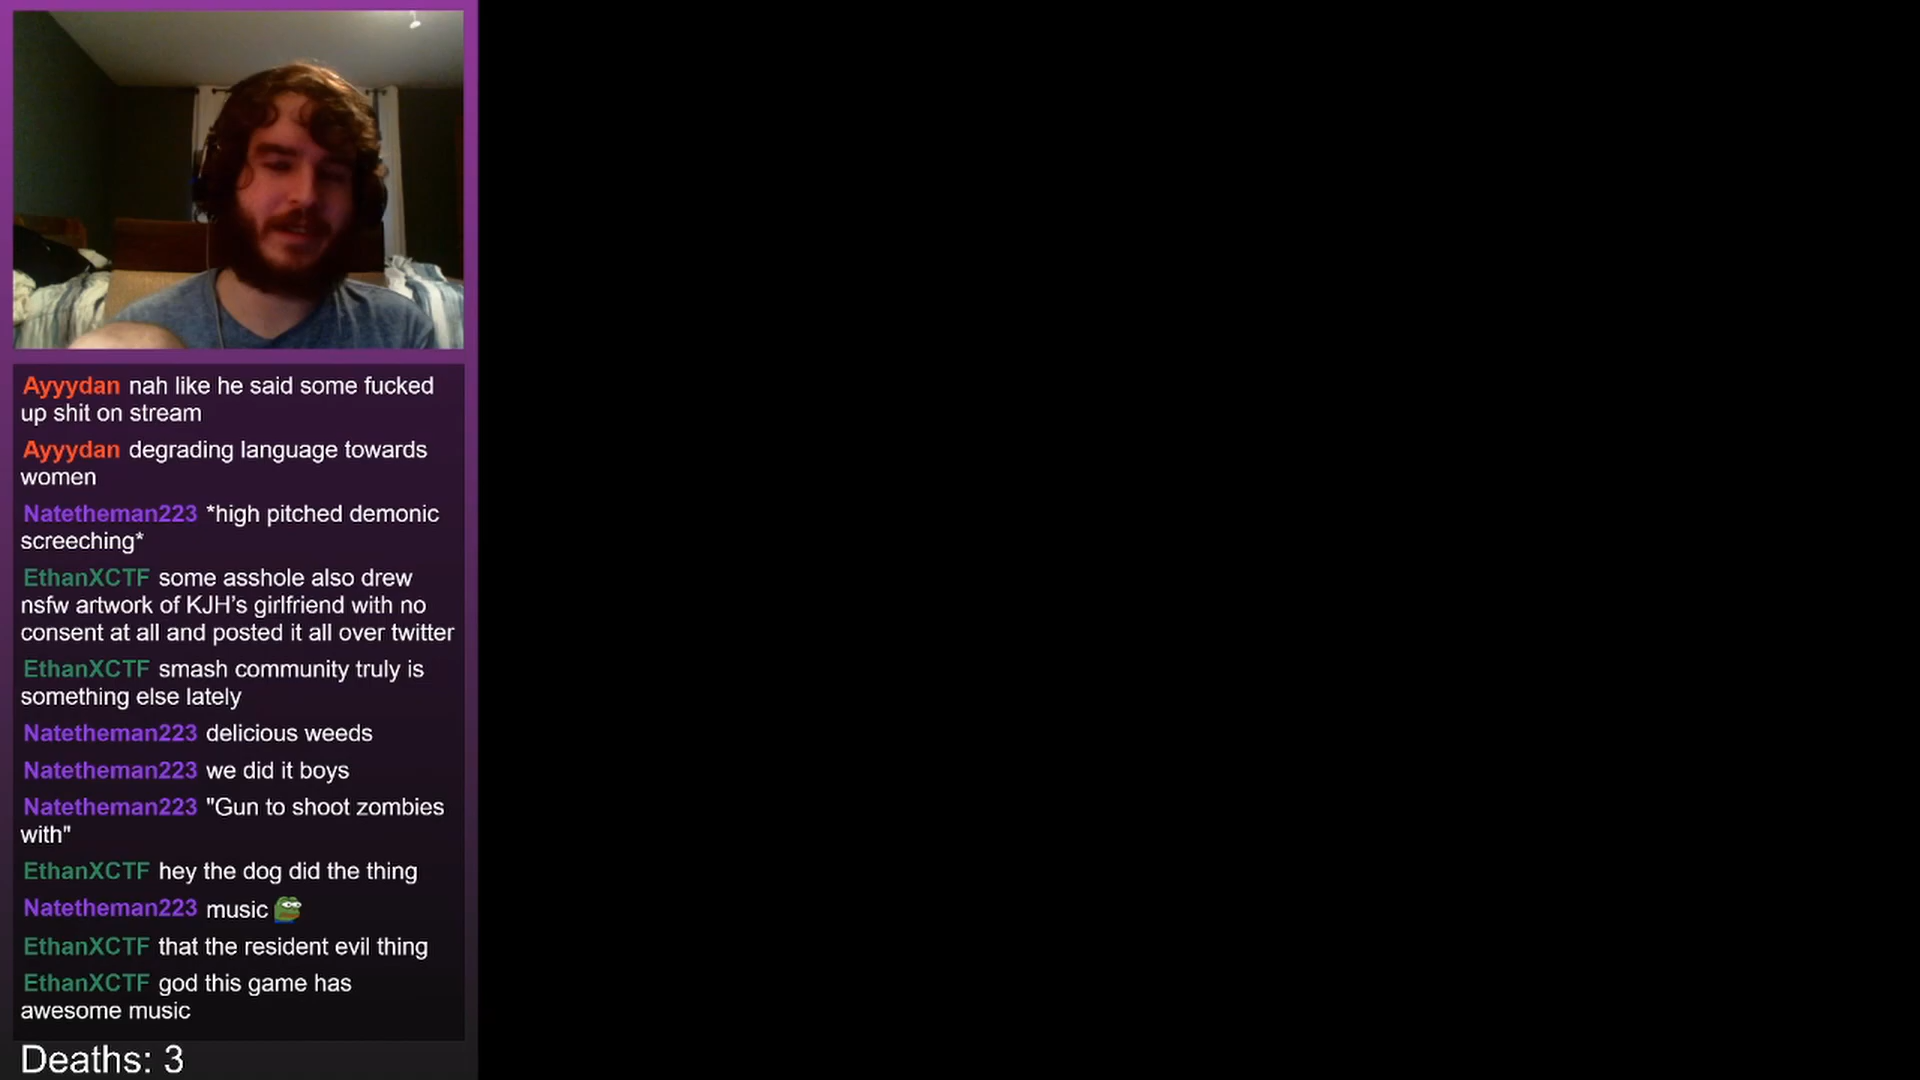 Ayyydan nah like he said some fucked
up shit on stream
Ayyydan degrading language towards
women
Natetheman223 *high pitched demonic
screeching*
EthanXCTF some asshole also drew
nsfw artwork of KJH's girlfriend with no
consent at all and posted it all over twitter
EthanXCTF smash community truly is
something else lately
Natetheman223 delicious weeds
Natetheman223 we did it boys
Natetheman223 "Gun to shoot zombies
with"
EthanXCTF hey the dog did the thing
Natetheman223 music
EthanXCTF that the resident evil thing
EthanXCTF god this game has
awesome music
Deaths: 3